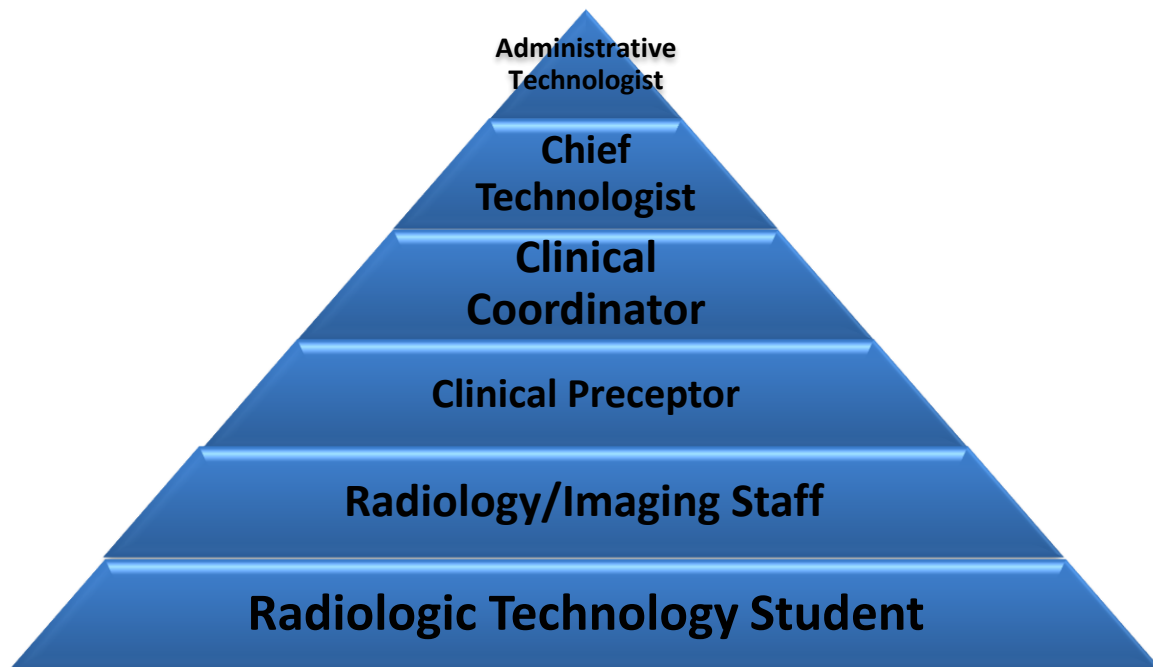 Administrative
Technologist
Chief
Technologist
Clinical
Coordinator
Clinical Preceptor
Radiology/Imaging Staff
Radiologic Technology Student